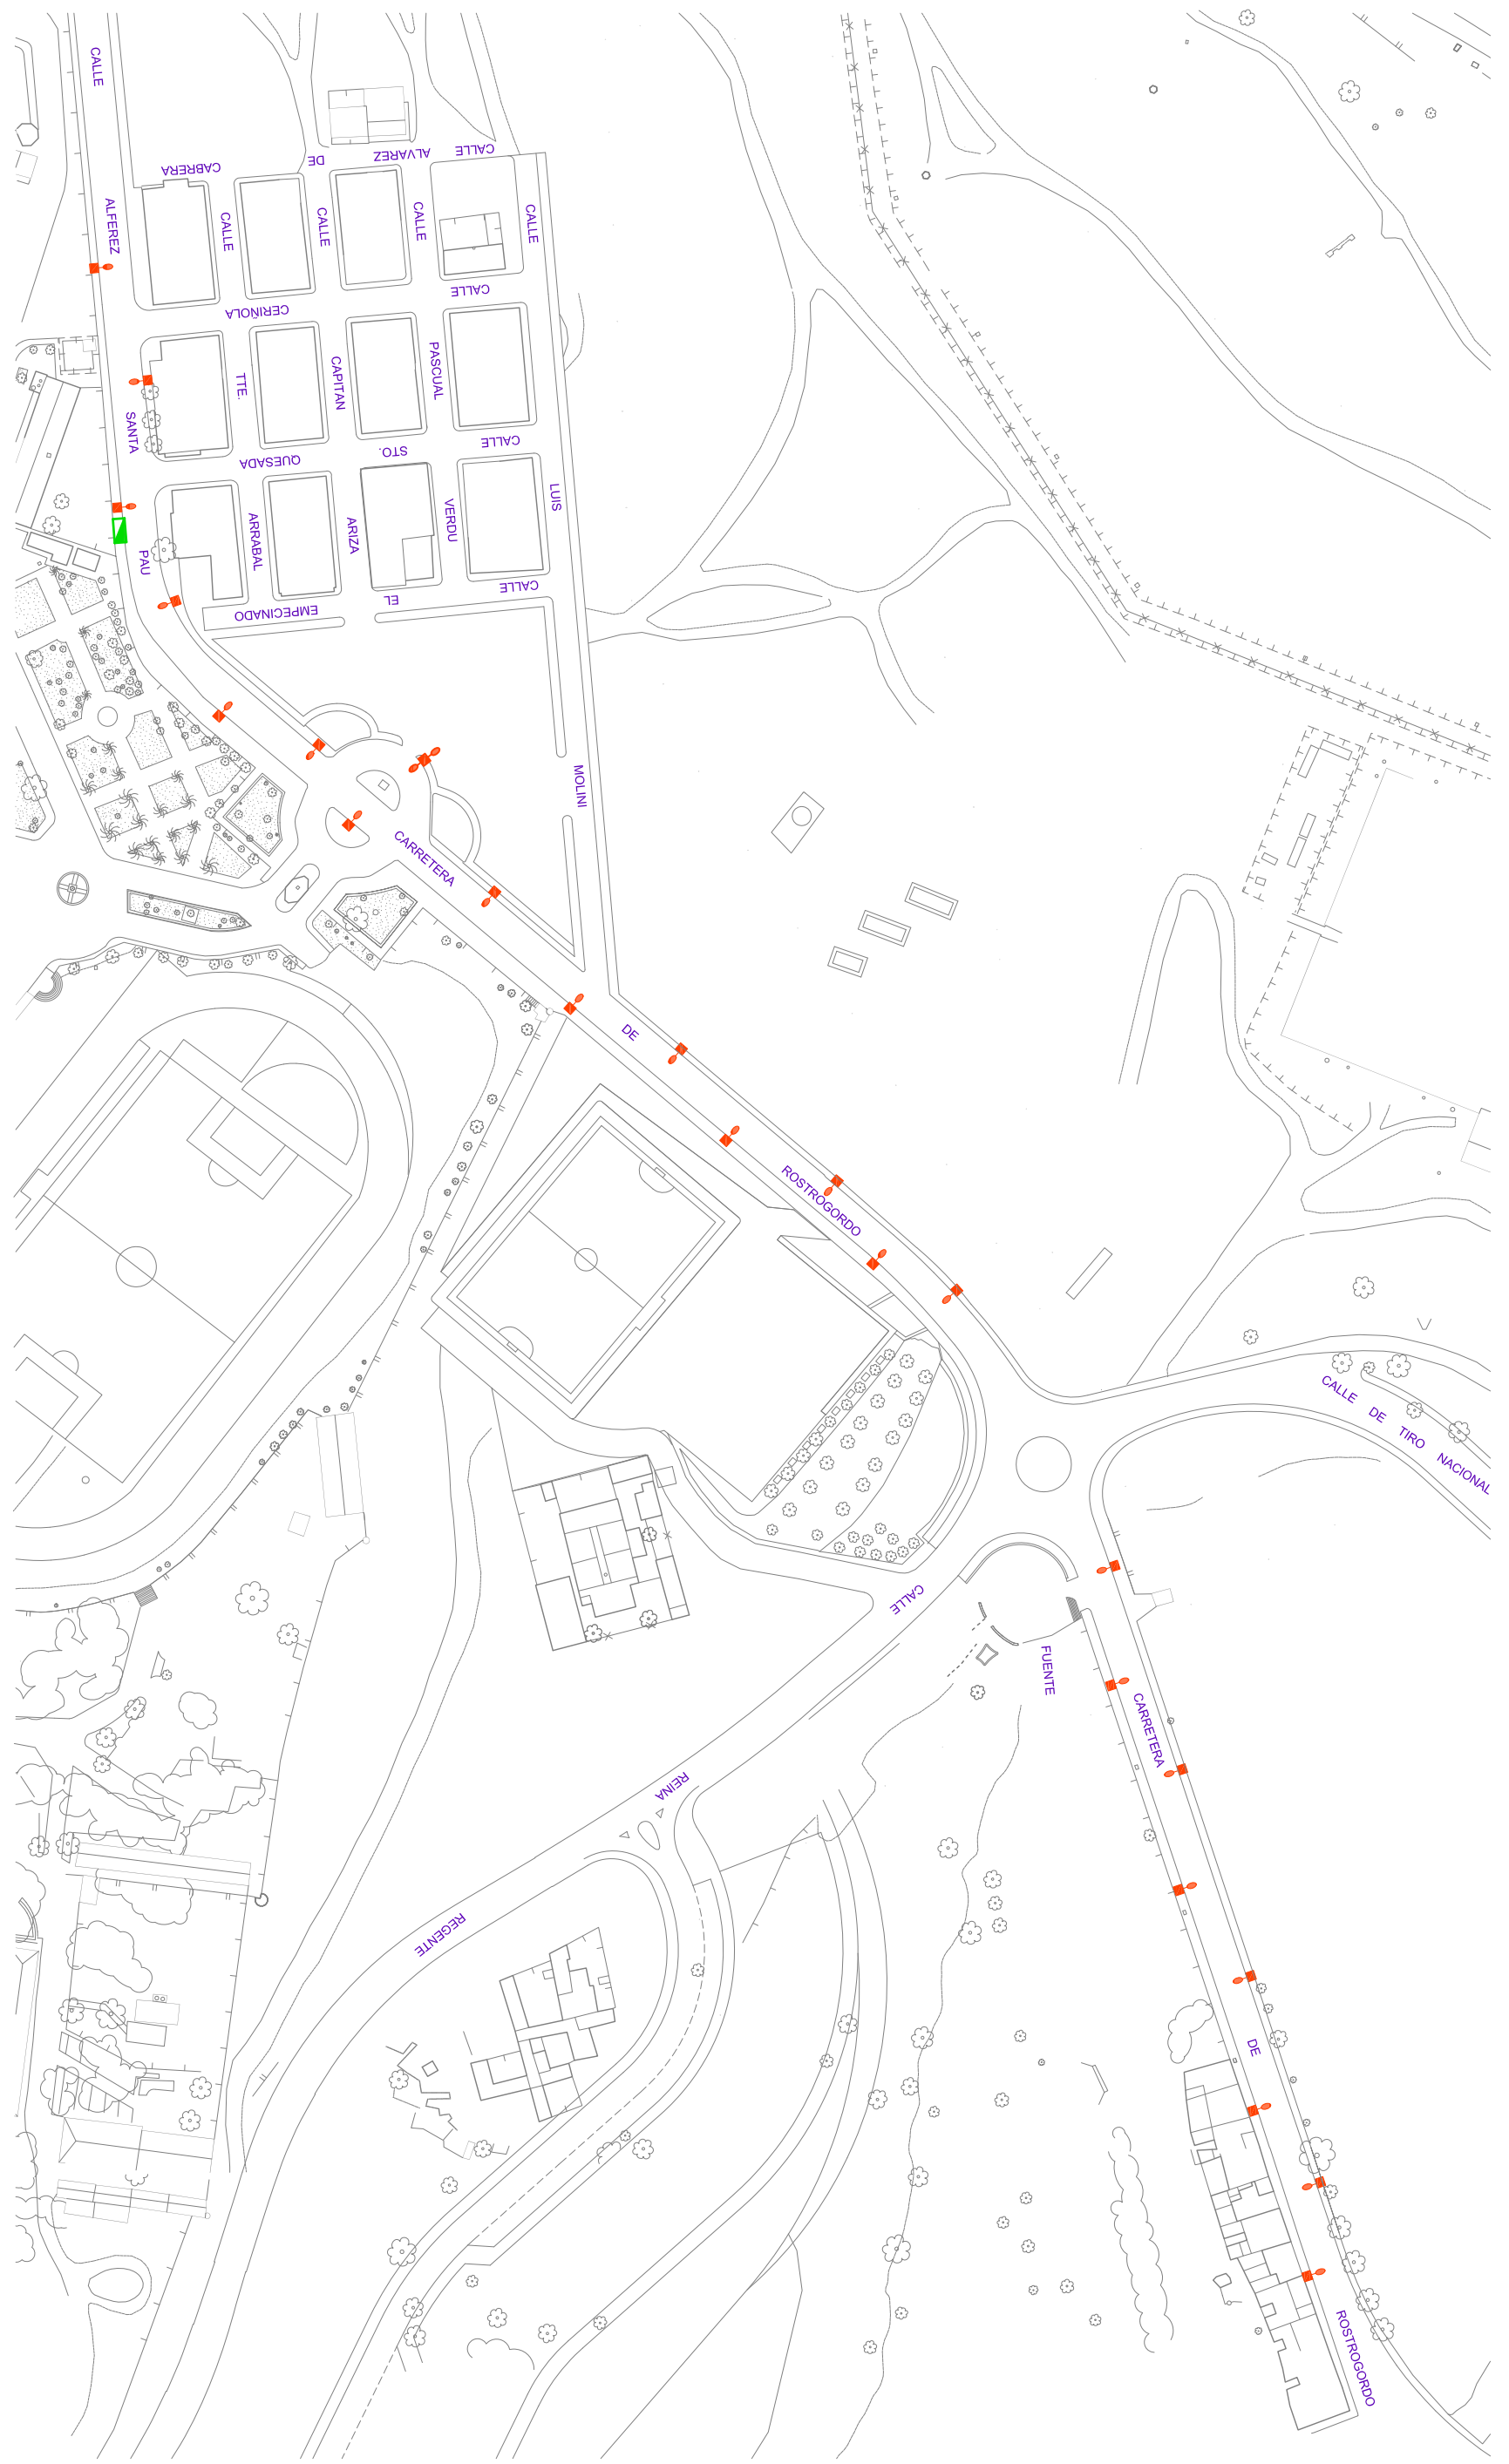 CALLE
ALFEREZ
SANTA
PAU
CALLE
ALVAREZ
DE
CABRERA
CALLE
TTE.
ARRABAL
CALLE
CAPITAN
ARIZA
CALLE
PASCUAL
VERDU
CALLE
LUIS
MOLINI
CALLE
CERIÑOLA
CALLE
STO.
QUESADA
CALLE
EL
EMPECINADO
CARRETERA
DE
ROSTROGORDO
CALLE DE TIRO NACIONAL
CALLE
REINA
REGENTE
FUENTE
CARRETERA
DE
ROSTROGORDO